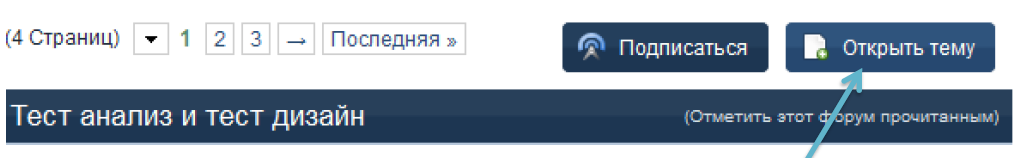 (4 Страниц) 1 2 3 → Последняя » Подписаться Открыть тему
Тест анализ и тест дизайн (Отметить этот форум прочитанным)